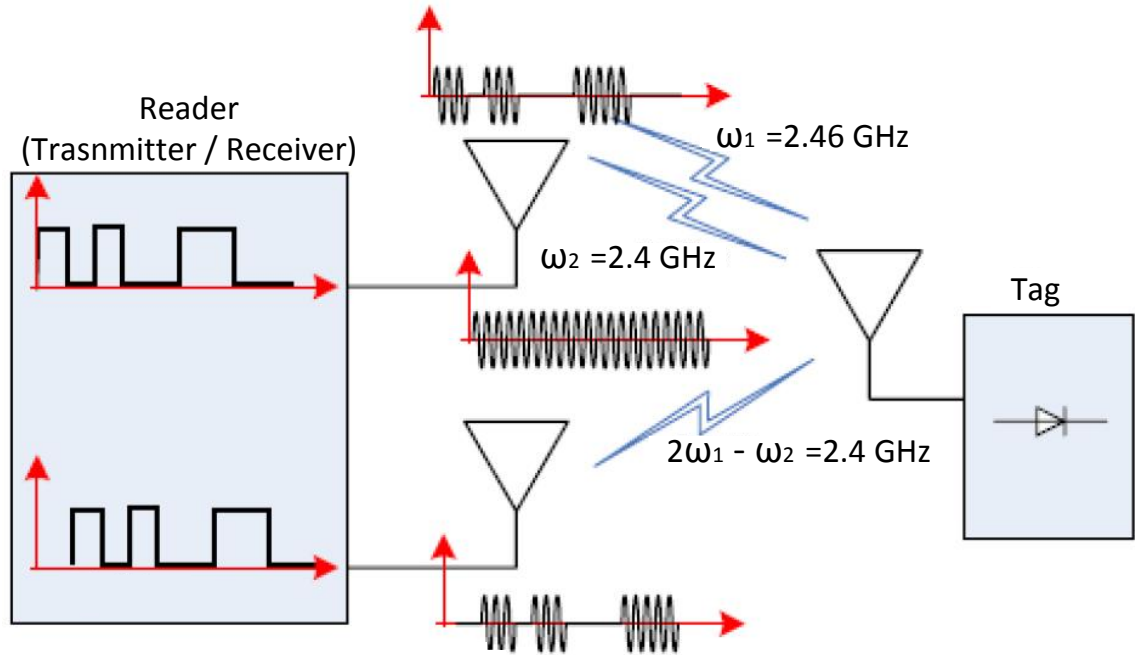 Reader
(Trasnmitter / Receiver)
ω1 =2.46 GHz
ω2 =2.4 GHz
Tag
2ω1 - ω2 =2.4 GHz